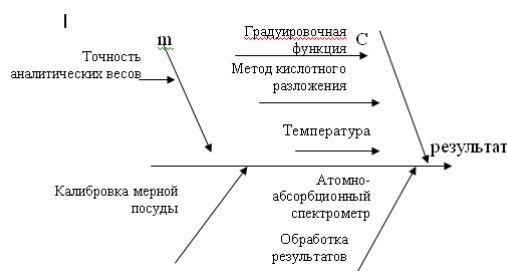 l
m
Точность
аналитических весов
Градуировочная
функция
C
Метод кислотного
разложения
Температура
результат
Калибровка мерной
посуды
Атомно-
абсорбционный
спектрометр
Обработка
результатов